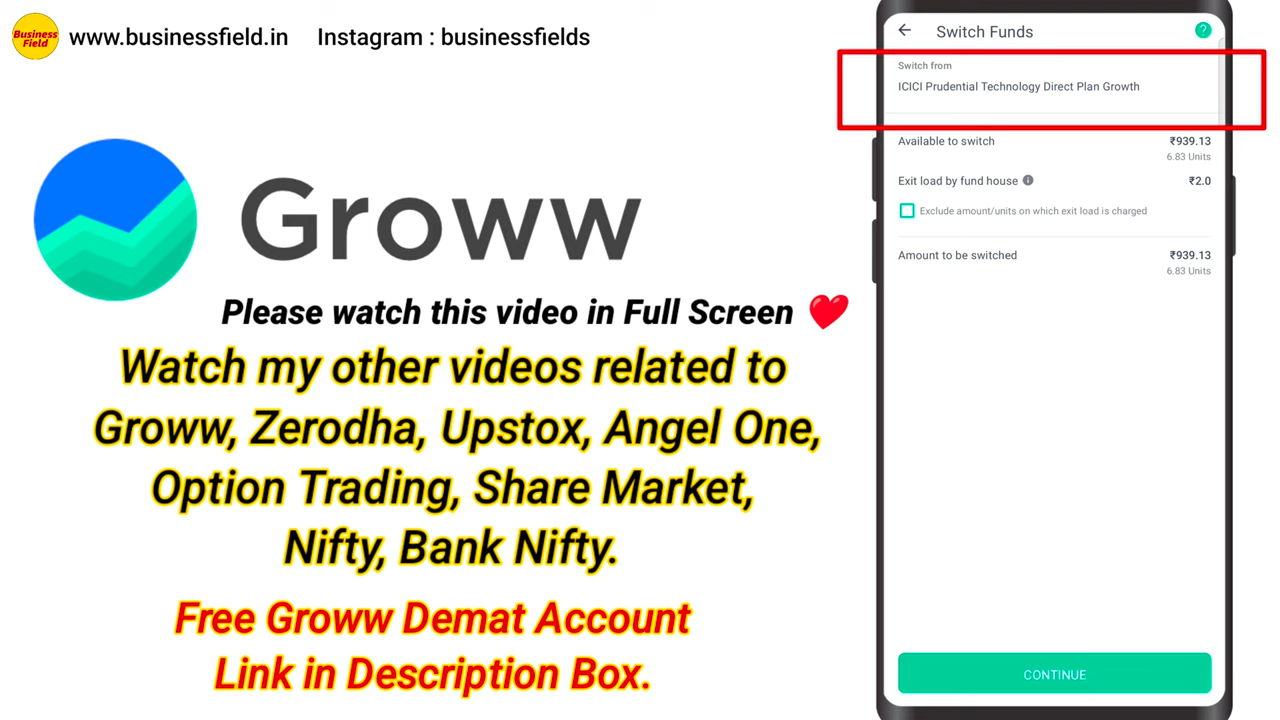 Business
Field
www.businessfield.in Instagram : businessfields
Groww
Please watch this video in Full Screen ❤️
Watch my other videos related to
Groww, Zerodha, Upstox, Angel One,
Option Trading, Share Market,
Nifty, Bank Nifty.
Free Groww Demat Account
Link in Description Box.
← Switch Funds ?
Switch from
ICICI Prudential Technology Direct Plan Growth
Available to switch ₹939.13
6.83 Units
Exit load by fund house ₹2.0
Exclude amount/units on which exit load is charged
Amount to be switched ₹939.13
6.83 Units
CONTINUE